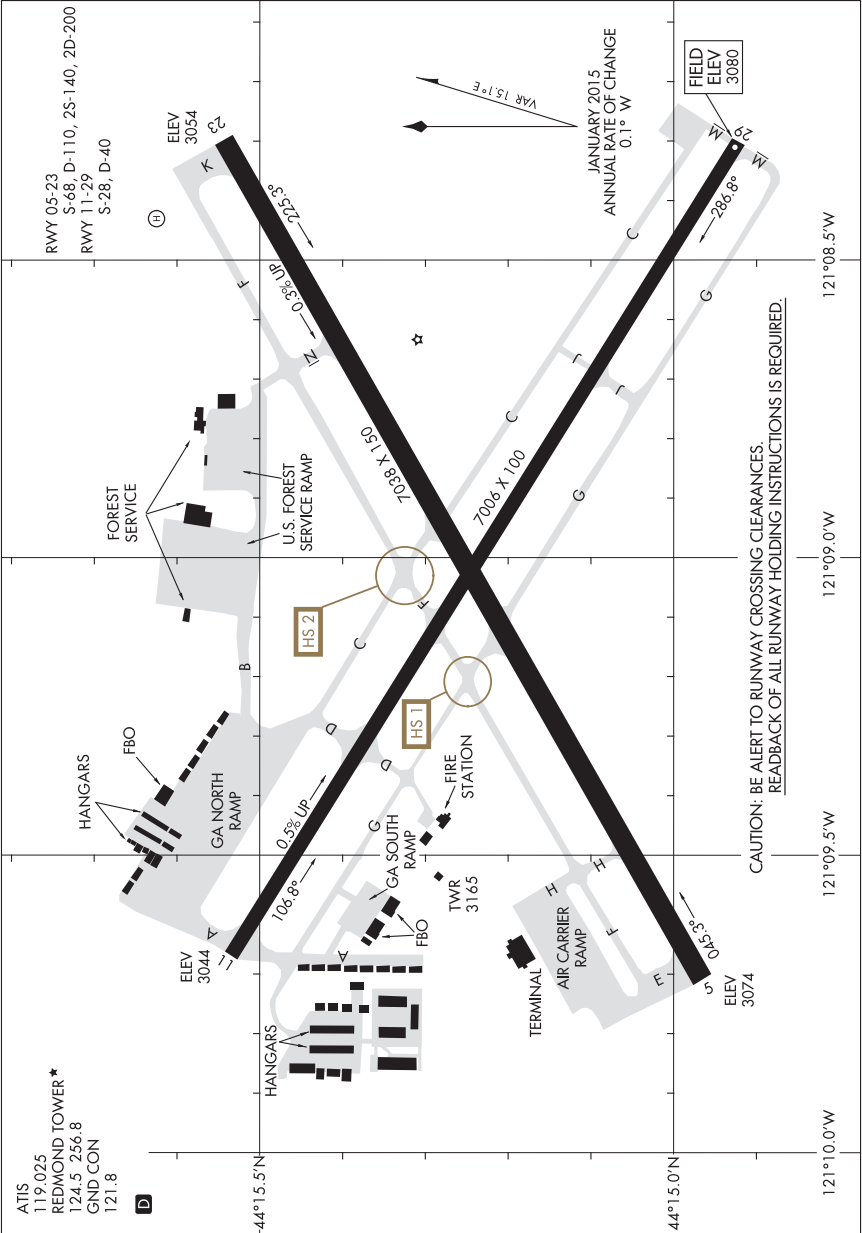 ATIS
119.025
REDMOND TOWER★
124.5 256.8
GND CON
121.8
D
RWY 05-23
S-68, D-110, 2S-140, 2D-200
RWY 11-29
S-28, D-40
H
ELEV
3054
23
K
225.3°
0.3% UP
F
N
VAR 15.1°E
JANUARY 2015
ANNUAL RATE OF CHANGE
0.1° W
FIELD
ELEV
3080
29
M
M
286.8°
C
G
FOREST
SERVICE
U.S. FOREST
SERVICE RAMP
7038 X 150
7006 X 100
C
J
J
G
HS 2
HS 1
B
C
F
D
D
HANGARS
FBO
GA NORTH
RAMP
0.5% UP
106.8°
A
11
ELEV
3044
G
GA SOUTH
RAMP
FIRE
STATION
TWR
3165
FBO
A
HANGARS
TERMINAL
AIR CARRIER
RAMP
H
H
F
E
045.3°
5
ELEV
3074
CAUTION: BE ALERT TO RUNWAY CROSSING CLEARANCES.
READBACK OF ALL RUNWAY HOLDING INSTRUCTIONS IS REQUIRED.
44°15.5'N
44°15.0'N
121°10.0'W
121°09.5'W
121°09.0'W
121°08.5'W